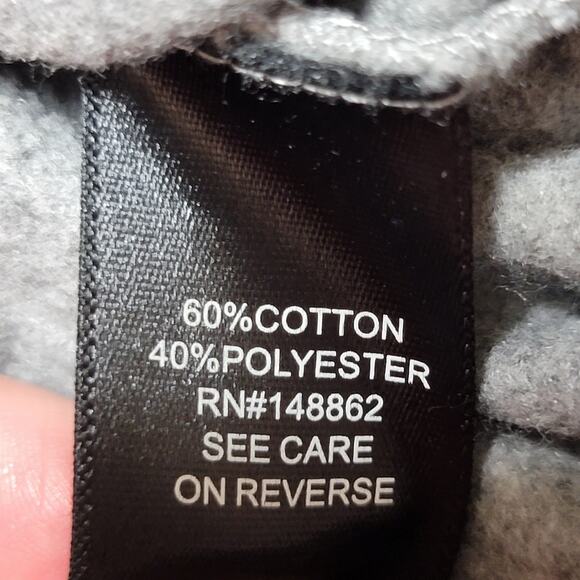 60%COTTON
40%POLYESTER
RN#148862
SEE CARE
ON REVERSE